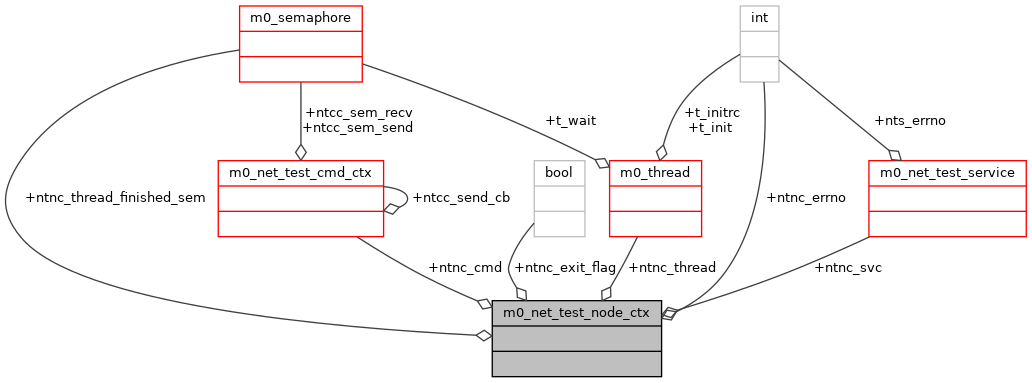 m0_semaphore
int
+ntcc_sem_recv
+ntcc_sem_send
+t_wait
+t_initrc
+t_init
+nts_errno
m0_net_test_cmd_ctx
bool
m0_thread
m0_net_test_service
+ntnc_thread_finished_sem
+ntcc_send_cb
+ntnc_errno
+ntnc_cmd
+ntnc_exit_flag
+ntnc_thread
+ntnc_svc
m0_net_test_node_ctx